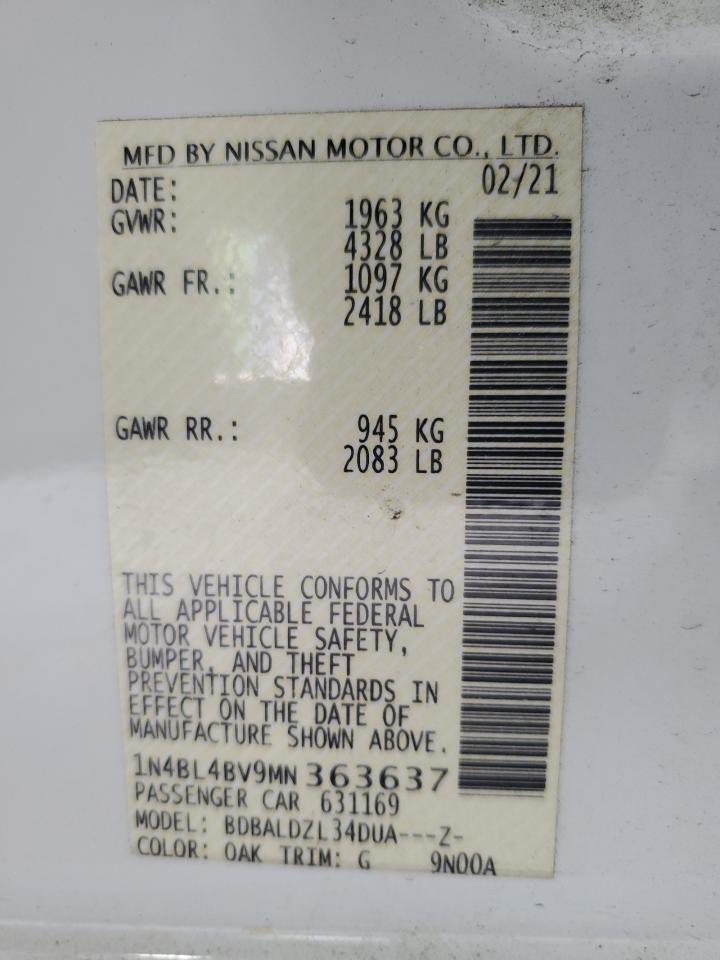 MFD BY NISSAN MOTOR CO., LTD.
DATE: 02/21
GVWR: 1963 KG
4328 LB
GAWR FR.: 1097 KG
2418 LB
GAWR RR.: 945 KG
2083 LB
THIS VEHICLE CONFORMS TO
ALL APPLICABLE FEDERAL
MOTOR VEHICLE SAFETY,
BUMPER, AND THEFT
PREVENTION STANDARDS IN
EFFECT ON THE DATE OF
MANUFACTURE SHOWN ABOVE.
1N4BL4BV9MN363637
PASSENGER CAR 631169
MODEL: BDBALDZL34DUA---Z-
COLOR: QAK TRIM: G 9N00A